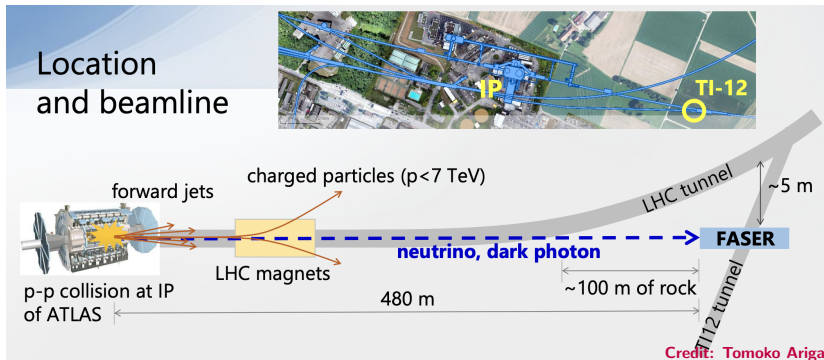 Location
and beamline
IP
TI-12
forward jets
charged particles (p<7 TeV)
LHC tunnel
~5 m
neutrino, dark photon
FASER
LHC magnets
p-p collision at IP
of ATLAS
~100 m of rock
480 m
TI12 tunnel
Credit: Tomoko Ariga